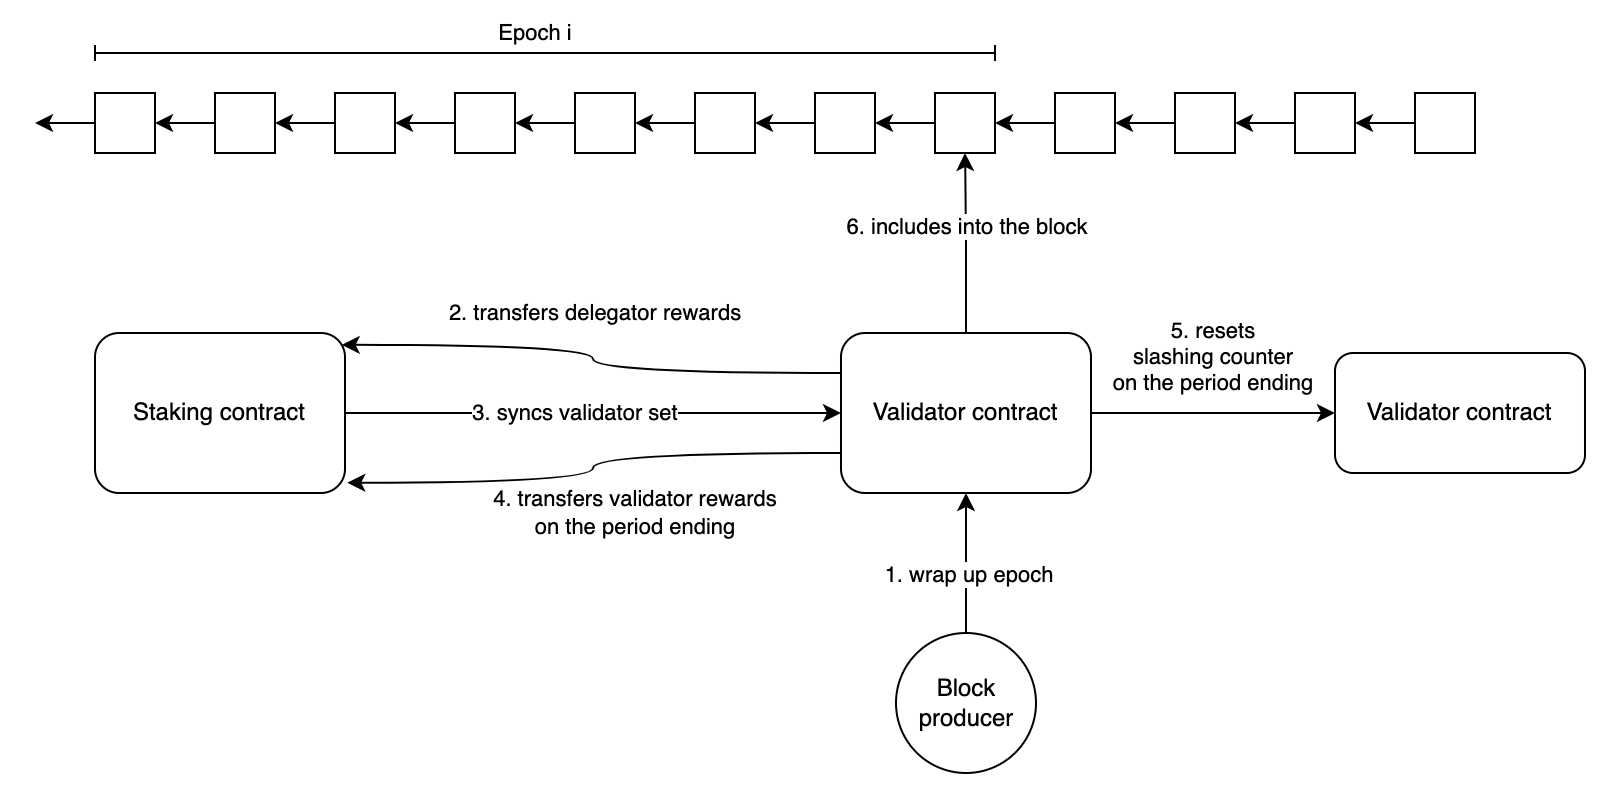 Epoch i
6. includes into the block
2. transfers delegator rewards
5. resets
slashing counter
on the period ending
Staking contract
3. syncs validator set
Validator contract
Validator contract
4. transfers validator rewards
on the period ending
1. wrap up epoch
Block
producer